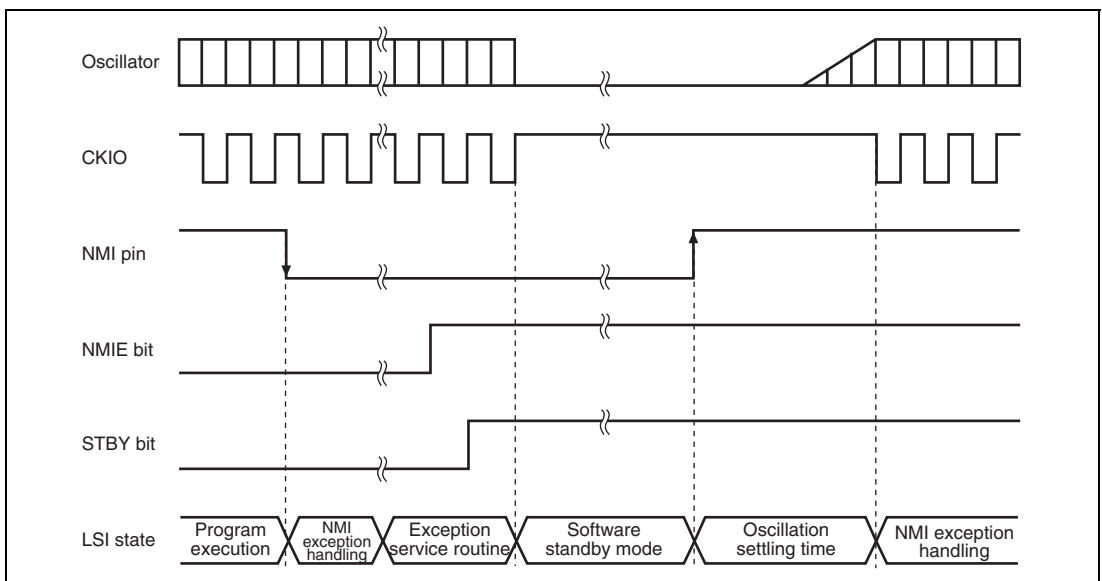 Oscillator
CKIO
NMI pin
NMIE bit
STBY bit
LSI state
Program
execution
NMI
exception
handling
Exception
service routine
Software
standby mode
Oscillation
settling time
NMI exception
handling